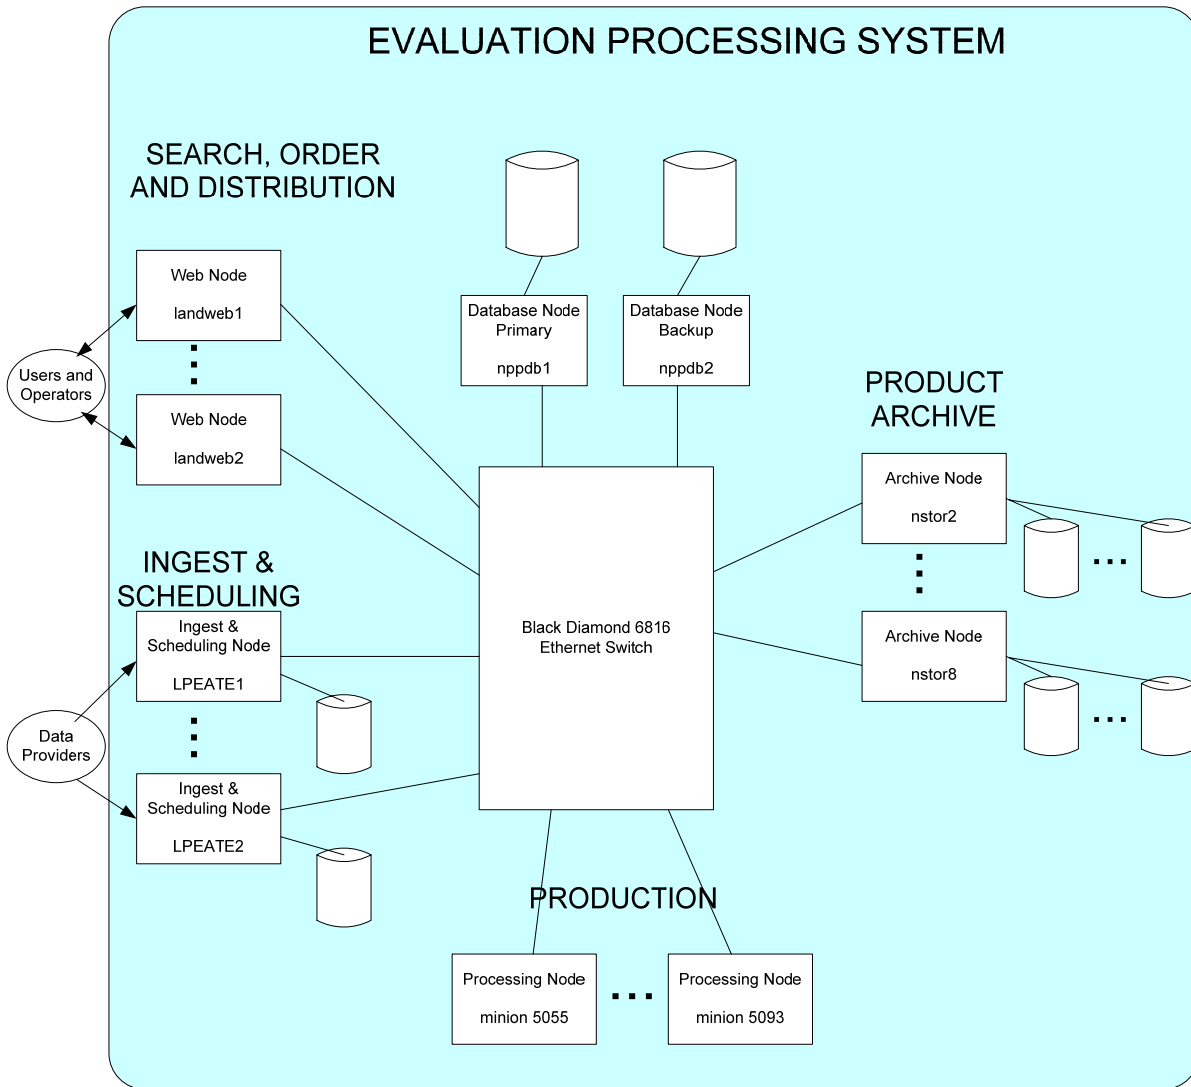 EVALUATION PROCESSING SYSTEM
SEARCH, ORDER
AND DISTRIBUTION
Web Node
landweb1
Users and
Operators
Web Node
landweb2
Database Node
Primary
nppdb1
Database Node
Backup
nppdb2
PRODUCT
ARCHIVE
Archive Node
nstor2
Archive Node
nstor8
INGEST &
SCHEDULING
Ingest &
Scheduling Node
LPEATE1
Data
Providers
Ingest &
Scheduling Node
LPEATE2
Black Diamond 6816
Ethernet Switch
PRODUCTION
Processing Node
minion 5055
Processing Node
minion 5093